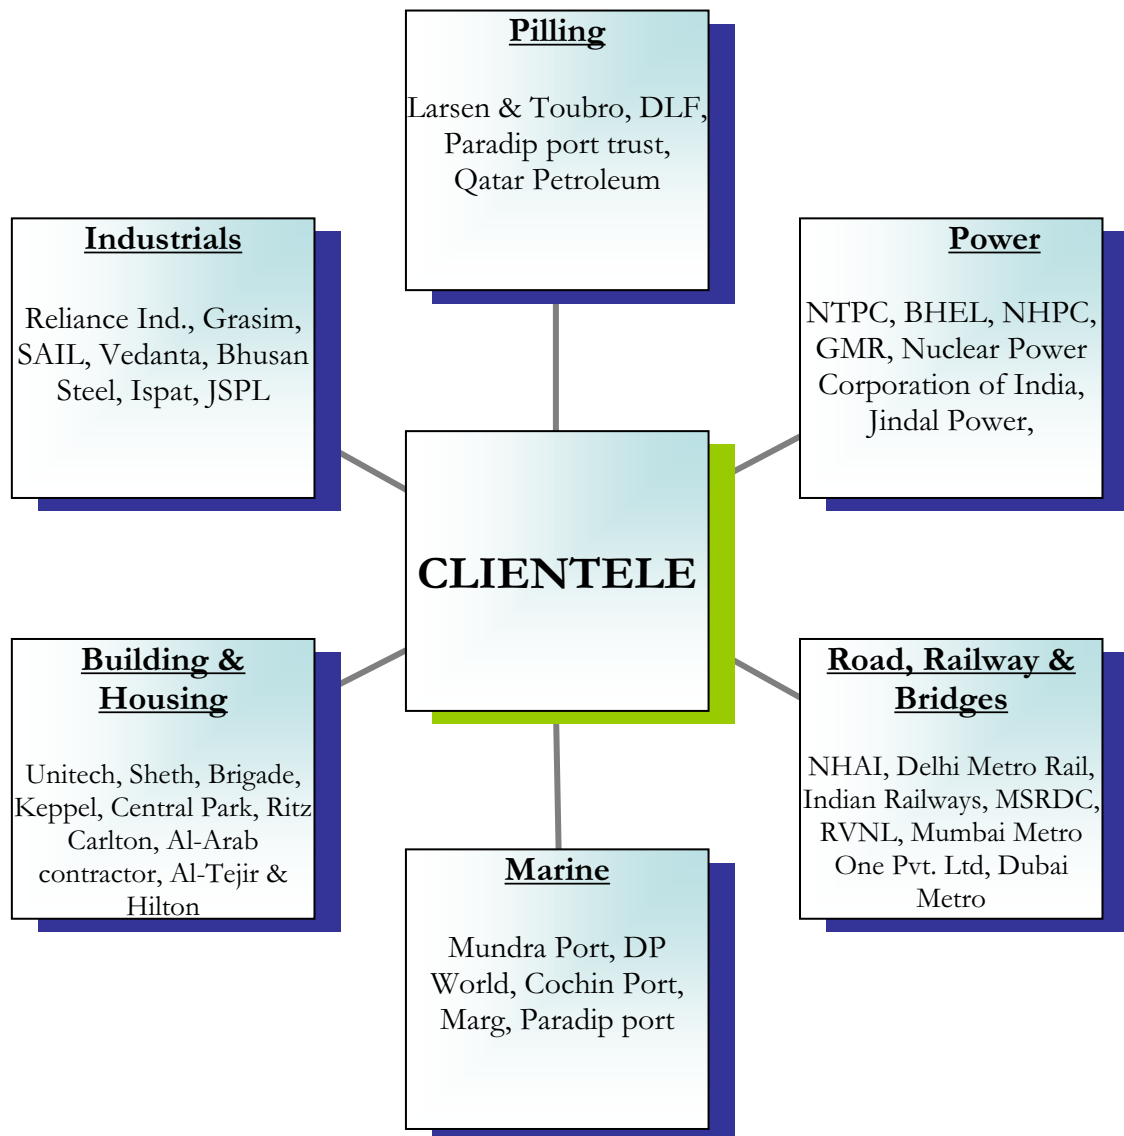 Pilling
Larsen & Toubro, DLF,
Paradip port trust,
Qatar Petroleum
Industrials
Reliance Ind., Grasim,
SAIL, Vedanta, Bhusan
Steel, Ispat, JSPL
Power
NTPC, BHEL, NHPC,
GMR, Nuclear Power
Corporation of India,
Jindal Power,
CLIENTELE
Building &
Housing
Unitech, Sheth, Brigade,
Keppel, Central Park, Ritz
Carlton, Al-Arab
contractor, Al-Tejir &
Hilton
Road, Railway &
Bridges
NHAI, Delhi Metro Rail,
Indian Railways, MSRDC,
RVNL, Mumbai Metro
One Pvt. Ltd, Dubai
Metro
Marine
Mundra Port, DP
World, Cochin Port,
Marg, Paradip port